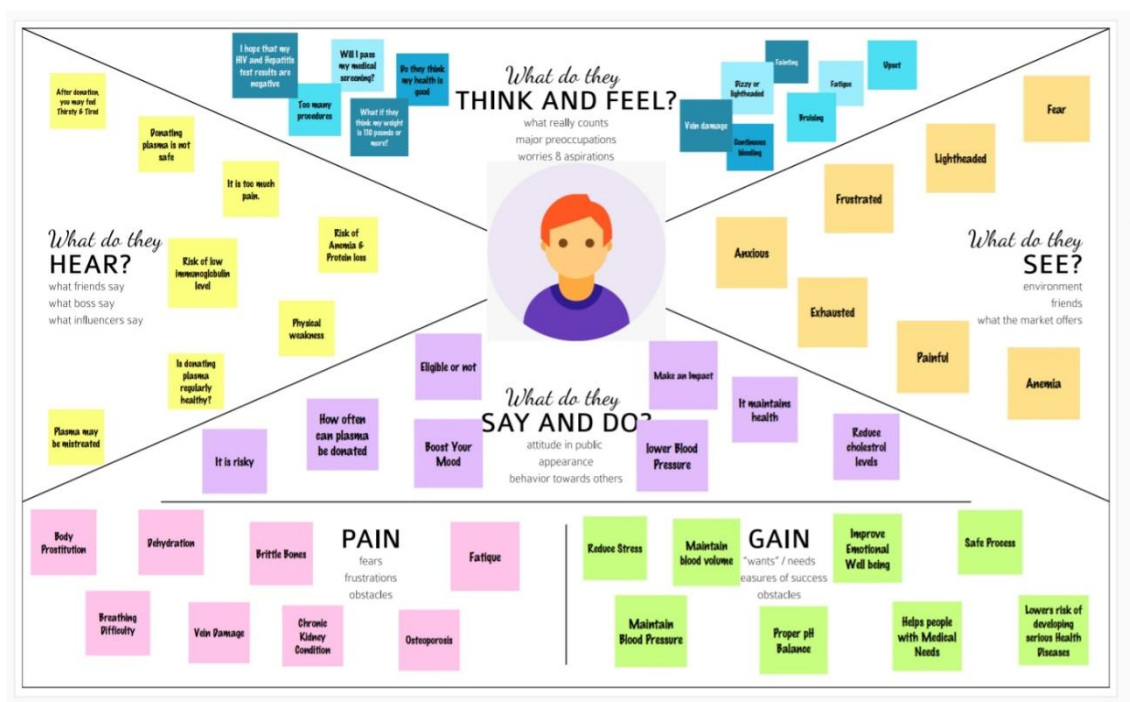 I hope that my
HIV and Hepatitis
test results are
negative
Will I pass
my medical
screening?
Do they think
my health is
good
Too many
procedures
What if they
think my weight
is 110 pounds or
more?
What do they
THINK AND FEEL?
what really counts
major preoccupations
worries & aspirations
Fainting
Upset
Dizzy or
lightheaded
Fatigue
Vein damage
Bruising
Continuous
bleeding
After donation,
you may feel
Thirsty & Tired
Donating
plasma is not
safe
It is too much
pain.
Risk of
Anemia &
Protein loss
What do they
HEAR?
what friends say
what boss say
what influencers say
Risk of low
immunoglobulin
level
Physical
weakness
Is donating
plasma
regularly
healthy?
Plasma may
be mistreated
Fear
Lightheaded
Frustrated
Anxious
What do they
SEE?
environment
friends
what the market offers
Exhausted
Painful
Anemia
Eligible or not
Make an Impact
What do they
SAY AND DO?
attitude in public
appearance
behavior towards others
It maintains
health
How often
can plasma
be donated
It is risky
Boost Your
Mood
lower Blood
Pressure
Reduce
cholestrol
levels
PAIN
fears
frustrations
obstacles
Body
Prostitution
Dehydration
Brittle Bones
Fatique
Breathing
Difficulty
Vein Damage
Chronic
Kidney
Condition
Osteoporosis
GAIN
"wants" / needs
easures of success
obstacles
Reduce Stress
Maintain
blood volume
Improve
Emotional
Well being
Safe Process
Maintain
Blood Pressure
Proper pH
Balance
Helps people
with Medical
Needs
Lowers risk of
developing
serious Health
Diseases